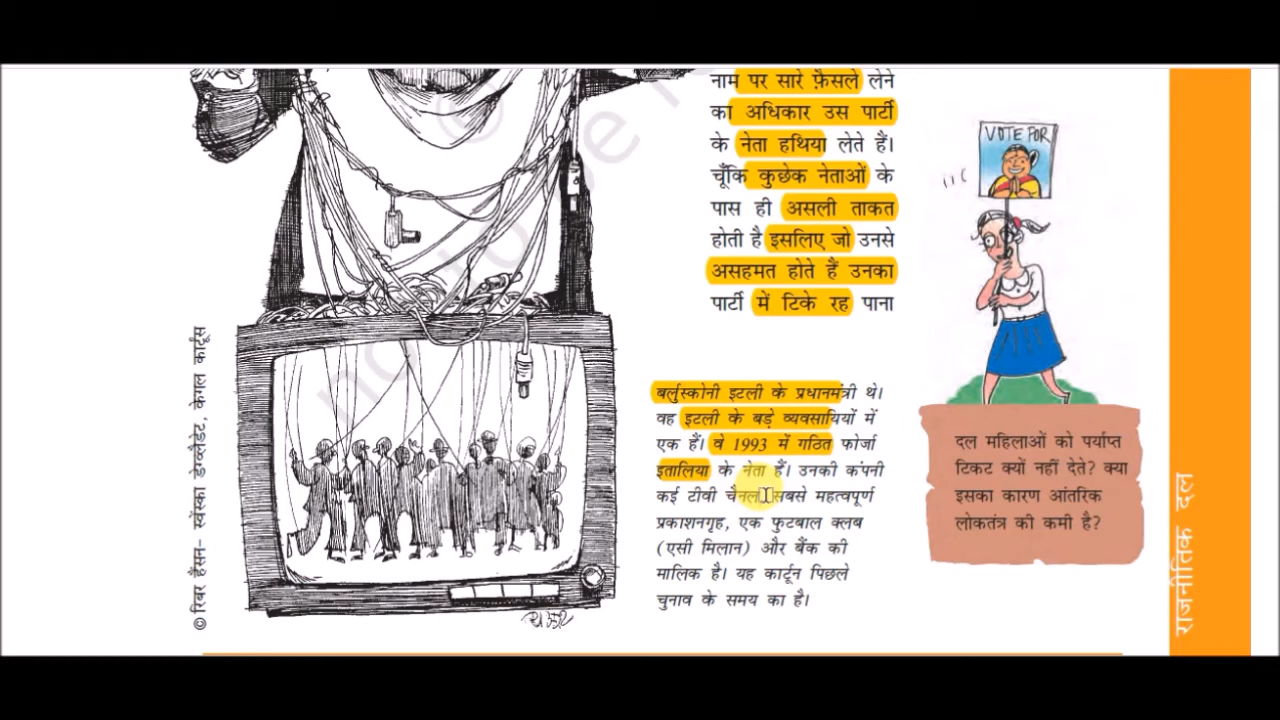 नाम पर सारे फ़ैसले लेने
का अधिकार उस पार्टी
के नेता हथिया लेते हैं।
चूँकि कुछेक नेताओं के
पास ही असली ताकत
होती है इसलिए जो उनसे
असहमत होते हैं उनका
पार्टी में टिके रह पाना
बर्लुस्कोनी इटली के प्रधानमंत्री थे।
वह इटली के बड़े व्यवसायियों में
एक हैं। वे 1993 में गठित फोर्जा
इतालिया के नेता हैं। उनकी कंपनी
कई टीवी चैनल सबसे महत्वपूर्ण
प्रकाशनगृह, एक फुटबाल क्लब
(एसी मिलान) और बैंक की
मालिक है। यह कार्टून पिछले
चुनाव के समय का है।
VOTE FOR
दल महिलाओं को पर्याप्त
टिकट क्यों नहीं देते? क्या
इसका कारण आंतरिक
लोकतंत्र की कमी है?
© रिबर हैंसन- स्वेंस्का डेग्ब्लैडेट, केगल कार्टूंस
राजनीतिक दल